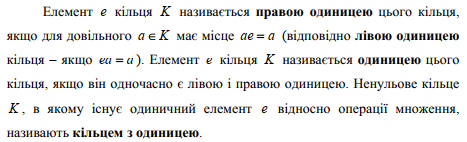 Елемент e кільця K називається правою одиницею цього кільця,
якщо для довільного a ∈ K має місце ae = a (відповідно лівою одиницею
кільця – якщо ea = a). Елемент e кільця K називається одиницею цього
кільця, якщо він одночасно є лівою і правою одиницею. Ненульове кільце
K, в якому існує одиничний елемент e відносно операції множення,
називають кільцем з одиницею.